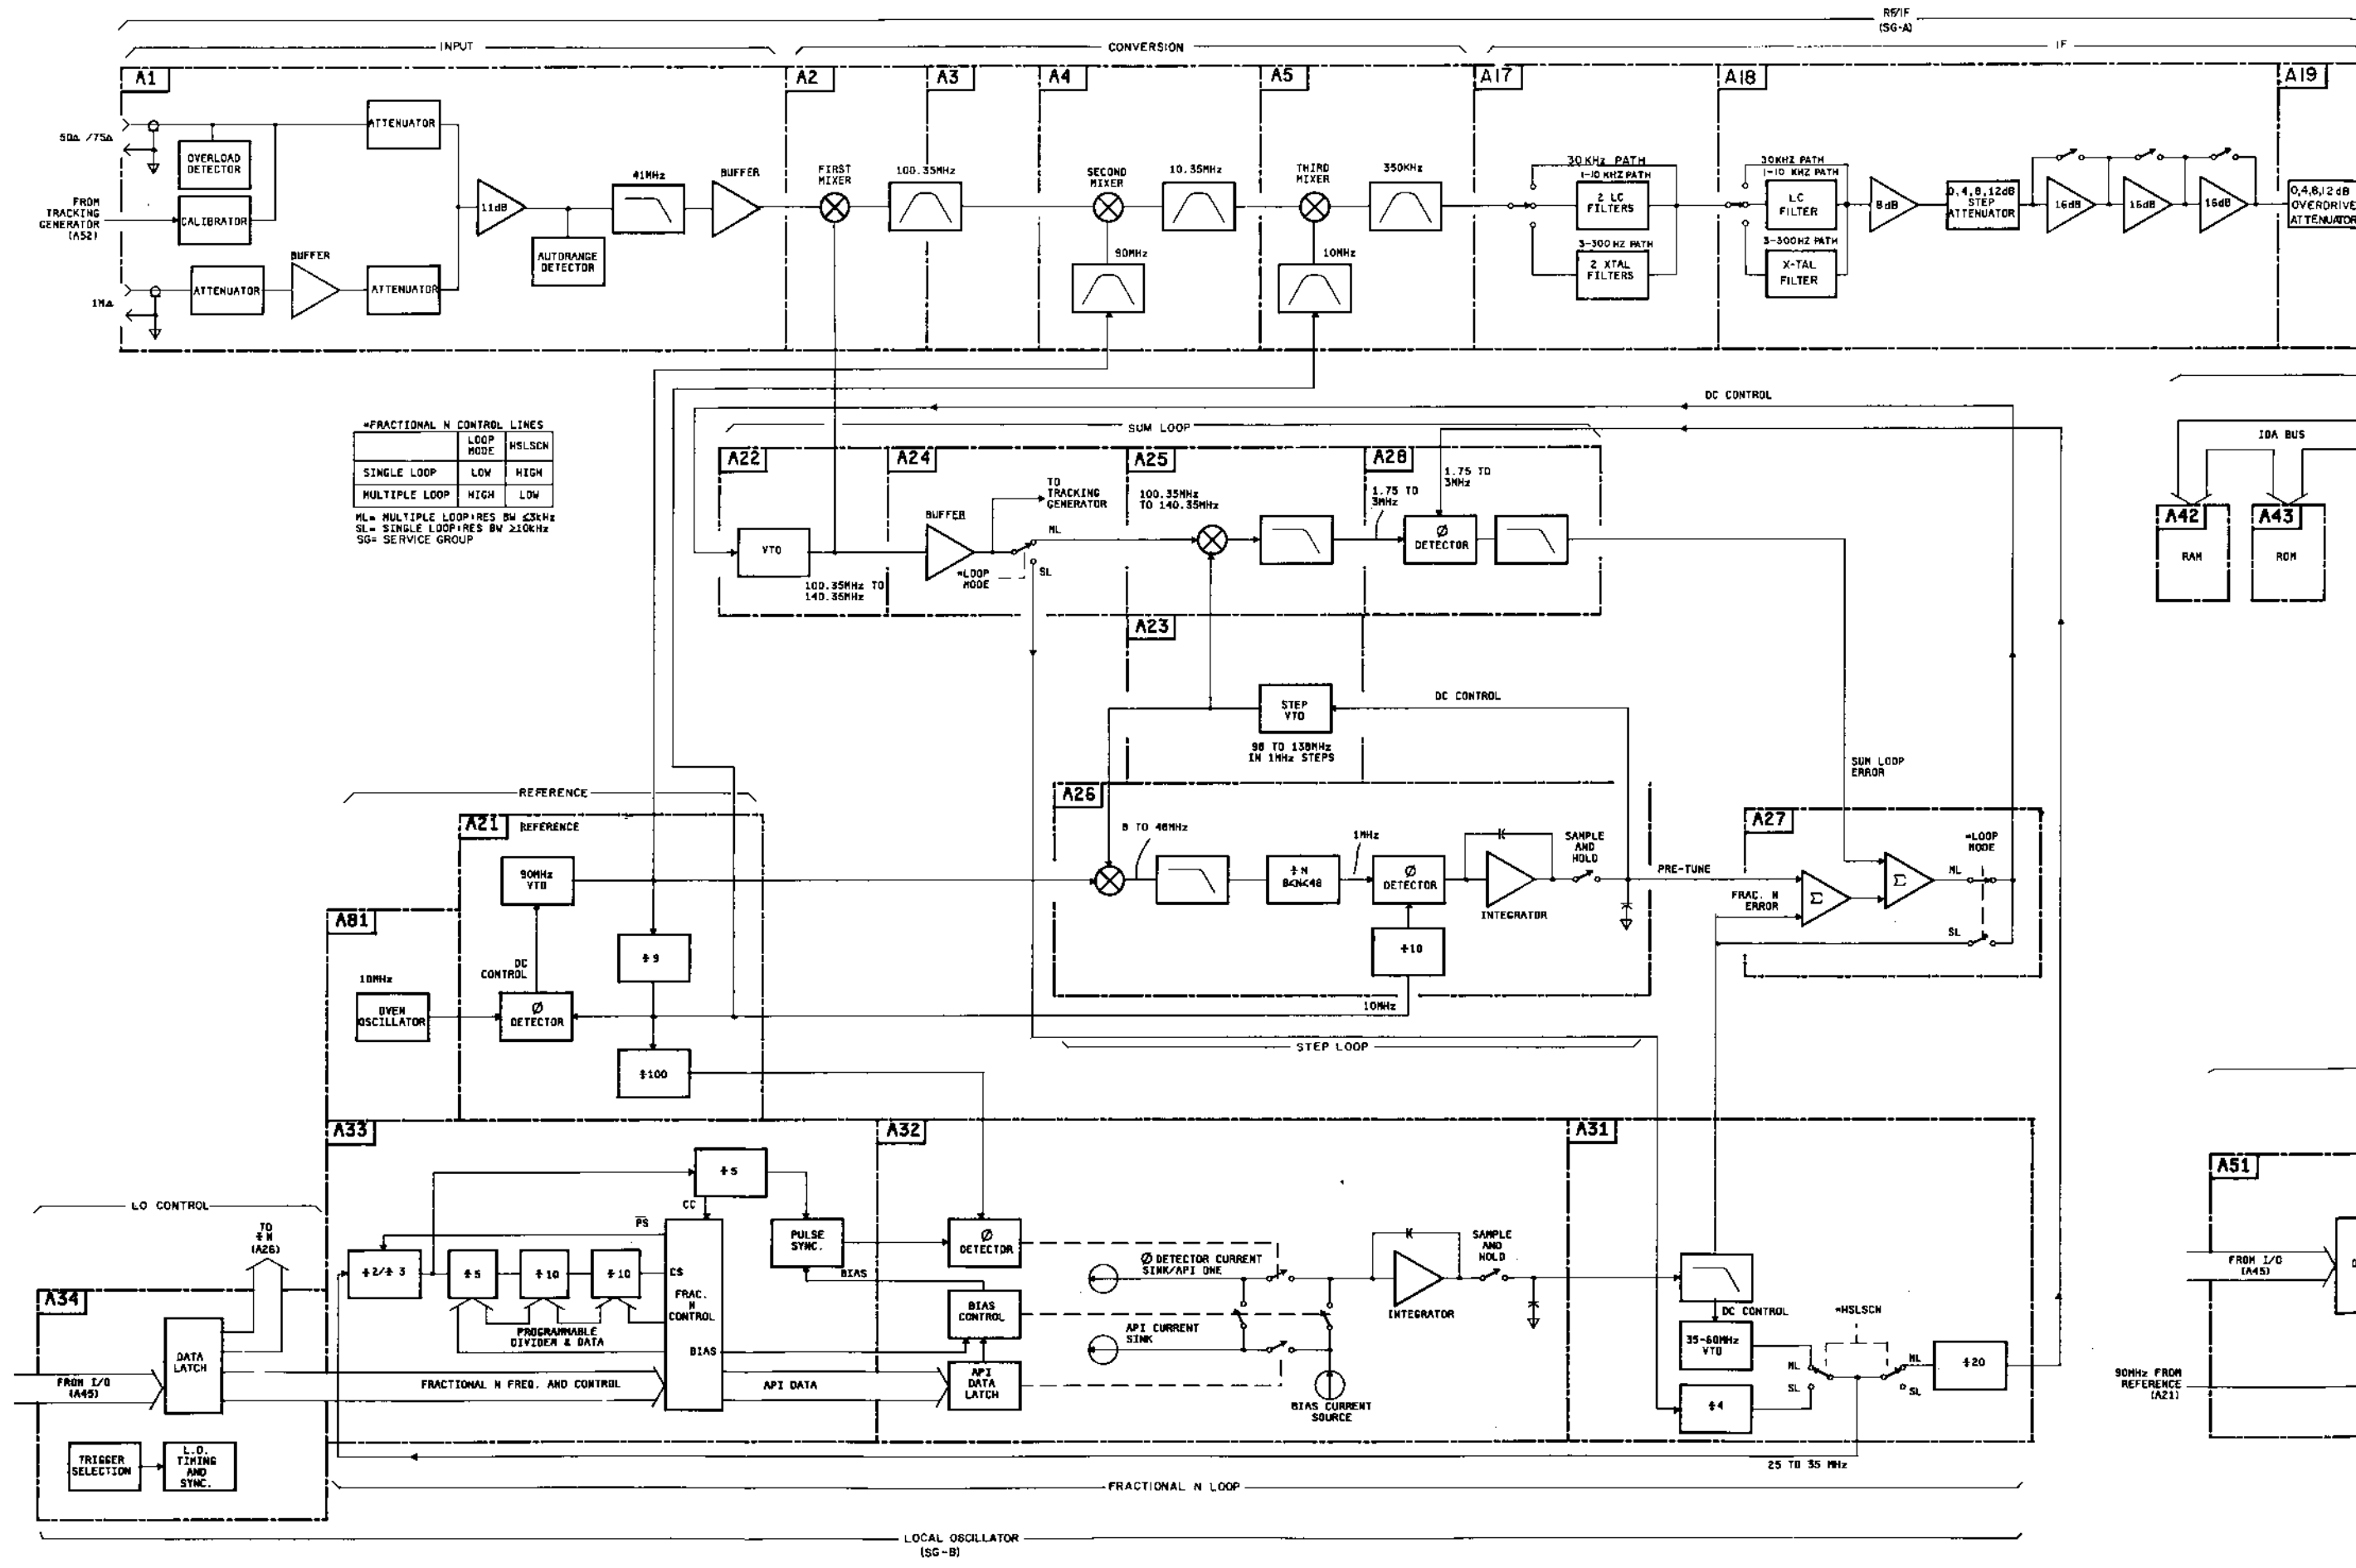 RF/IF
(SG-A)
INPUT
CONVERSION
IF
A1
A2
A3
A4
A5
A17
A18
A19
50Ω /75Ω
OVERLOAD
DETECTOR
ATTENUATOR
FROM
TRACKING
GENERATOR
(A52)
CALIBRATOR
11dB
AUTORANGE
DETECTOR
41MHz
BUFFER
1MΩ
ATTENUATOR
BUFFER
ATTENUATOR
FIRST
MIXER
100.35MHz
SECOND
MIXER
10.35MHz
90MHz
THIRD
MIXER
350KHz
10MHz
30 KHz PATH
1-10 KHZ PATH
2 LC
FILTERS
3-300 HZ PATH
2 XTAL
FILTERS
30KHZ PATH
1-10 KHZ PATH
LC
FILTER
3-300HZ PATH
X-TAL
FILTER
8dB
0,4,8,12dB
STEP
ATTENUATOR
16dB
16dB
16dB
0,4,8,12 dB
OVERDRIVE
ATTENUATOR
*FRACTIONAL N CONTROL LINES
LOOP
MODE
HSLSCN
SINGLE LOOP
LOW
HIGH
MULTIPLE LOOP
HIGH
LOW
ML= MULTIPLE LOOP:RES BW ≤3kHz
SL= SINGLE LOOP:RES BW ≥10kHz
SG= SERVICE GROUP
DC CONTROL
SUM LOOP
A22
A24
A25
A28
VTO
100.35MHz TO
140.35MHz
BUFFER
TO
TRACKING
GENERATOR
ML
SL
*LOOP
MODE
100.35MHz
TO 140.35MHz
1.75 TO
3MHz
1.75 TO
3MHz
Ø
DETECTOR
IOA BUS
A42
RAM
A43
ROM
A23
STEP
VTO
DC CONTROL
98 TO 138MHz
IN 1MHz STEPS
SUM LOOP
ERROR
REFERENCE
A21
REFERENCE
90MHz
VTO
DC
CONTROL
÷9
Ø
DETECTOR
÷100
A81
10MHz
OVEN
OSCILLATOR
A26
8 TO 48MHz
÷N
8<N<48
1MHz
Ø
DETECTOR
INTEGRATOR
SAMPLE
AND
HOLD
÷10
10MHz
STEP LOOP
PRE-TUNE
A27
FRAC. N
ERROR
Σ
Σ
*LOOP
MODE
ML
SL
A33
A32
A31
÷5
CC
PS
÷2/÷3
÷5
÷10
÷10
CS
FRAC.
N
CONTROL
PROGRAMMABLE
DIVIDER & DATA
BIAS
PULSE
SYNC.
BIAS
Ø
DETECTOR
BIAS
CONTROL
API
DATA
LATCH
API DATA
FRACTIONAL N FREQ. AND CONTROL
Ø DETECTOR CURRENT
SINK/API ONE
API CURRENT
SINK
BIAS CURRENT
SOURCE
INTEGRATOR
SAMPLE
AND
HOLD
DC CONTROL
35-60MHz
VTO
÷4
*HSLSCN
ML
SL
ML
SL
÷20
25 TO 35 MHz
LO CONTROL
TO
÷N
(A26)
A34
DATA
LATCH
FROM I/O
(A45)
TRIGGER
SELECTION
L.O.
TIMING
AND
SYNC.
FRACTIONAL N LOOP
LOCAL OSCILLATOR
(SG-B)
A51
FROM I/O
(A45)
90MHz FROM
REFERENCE
(A21)